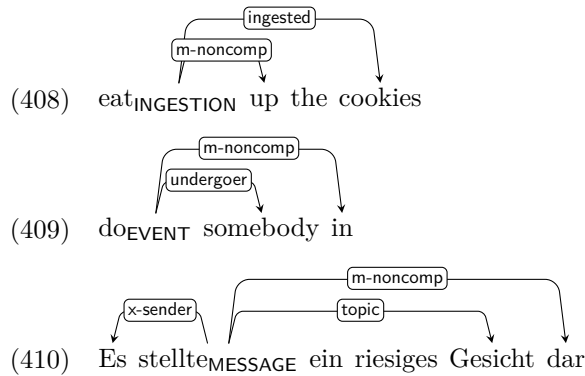 ingested
m-noncomp
(408) eatINGESTION up the cookies
m-noncomp
undergoer
(409) doEVENT somebody in
m-noncomp
x-sender topic
(410) Es stellteMESSAGE ein riesiges Gesicht dar